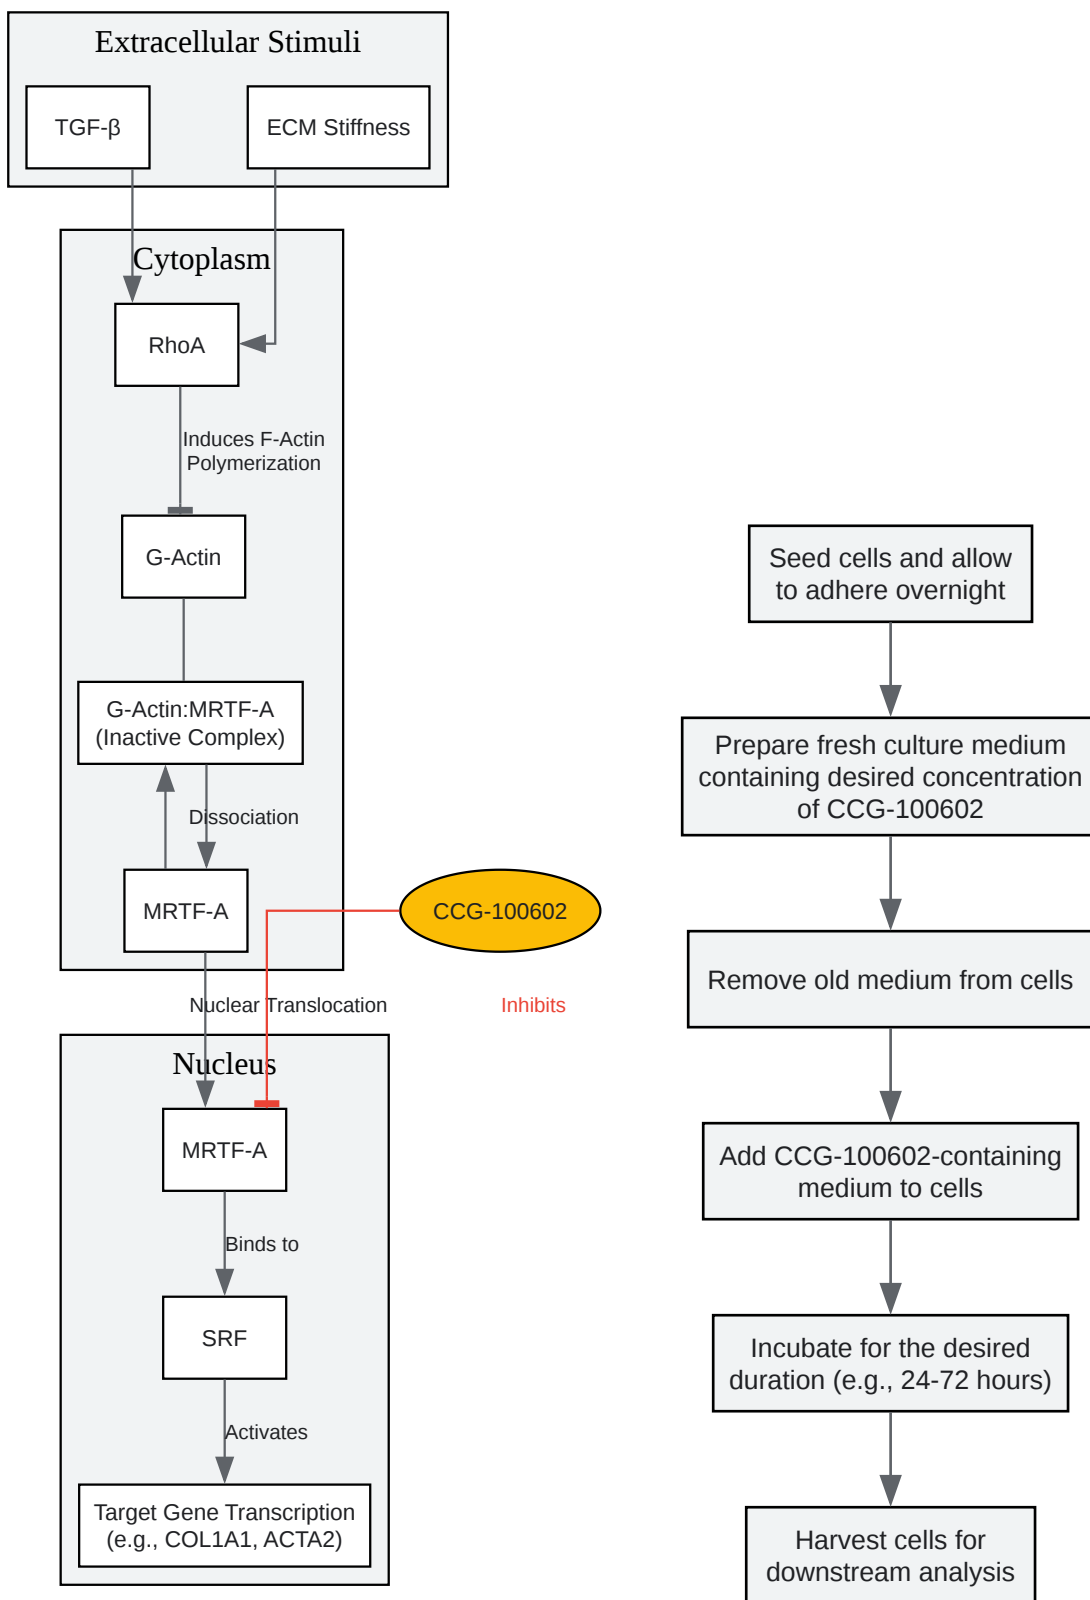 Extracellular Stimuli
TGF-β
ECM Stiffness
Cytoplasm
RhoA
Induces F-Actin
Polymerization
G-Actin
G-Actin:MRTF-A
(Inactive Complex)
Dissociation
MRTF-A
CCG-100602
Nuclear Translocation
Inhibits
Nucleus
MRTF-A
Binds to
SRF
Activates
Target Gene Transcription
(e.g., COL1A1, ACTA2)
Seed cells and allow
to adhere overnight
Prepare fresh culture medium
containing desired concentration
of CCG-100602
Remove old medium from cells
Add CCG-100602-containing
medium to cells
Incubate for the desired
duration (e.g., 24-72 hours)
Harvest cells for
downstream analysis